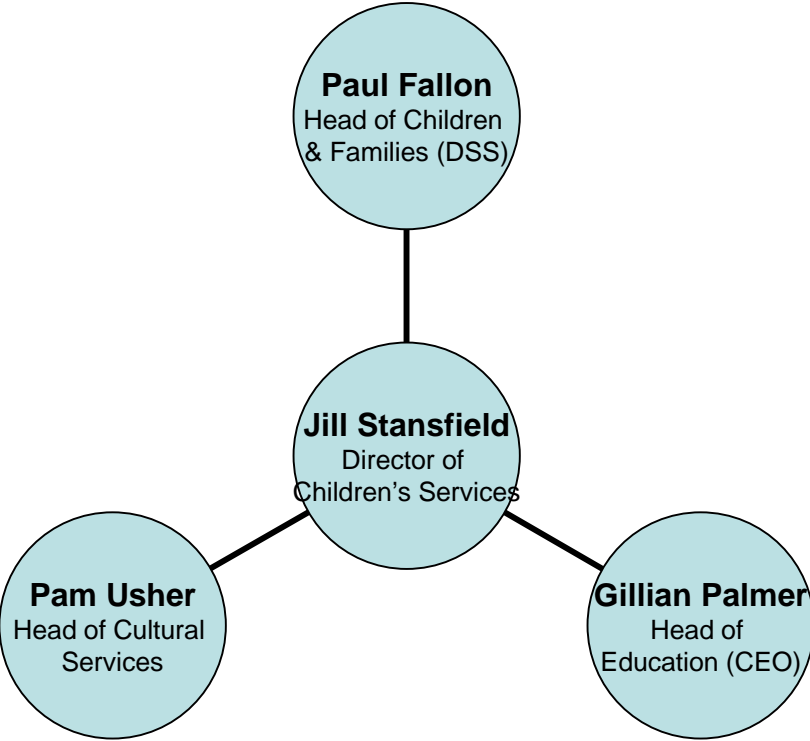 Paul Fallon
Head of Children
& Families (DSS)
Jill Stansfield
Director of
Children’s Services
Pam Usher
Head of Cultural
Services
Gillian Palmer
Head of
Education (CEO)